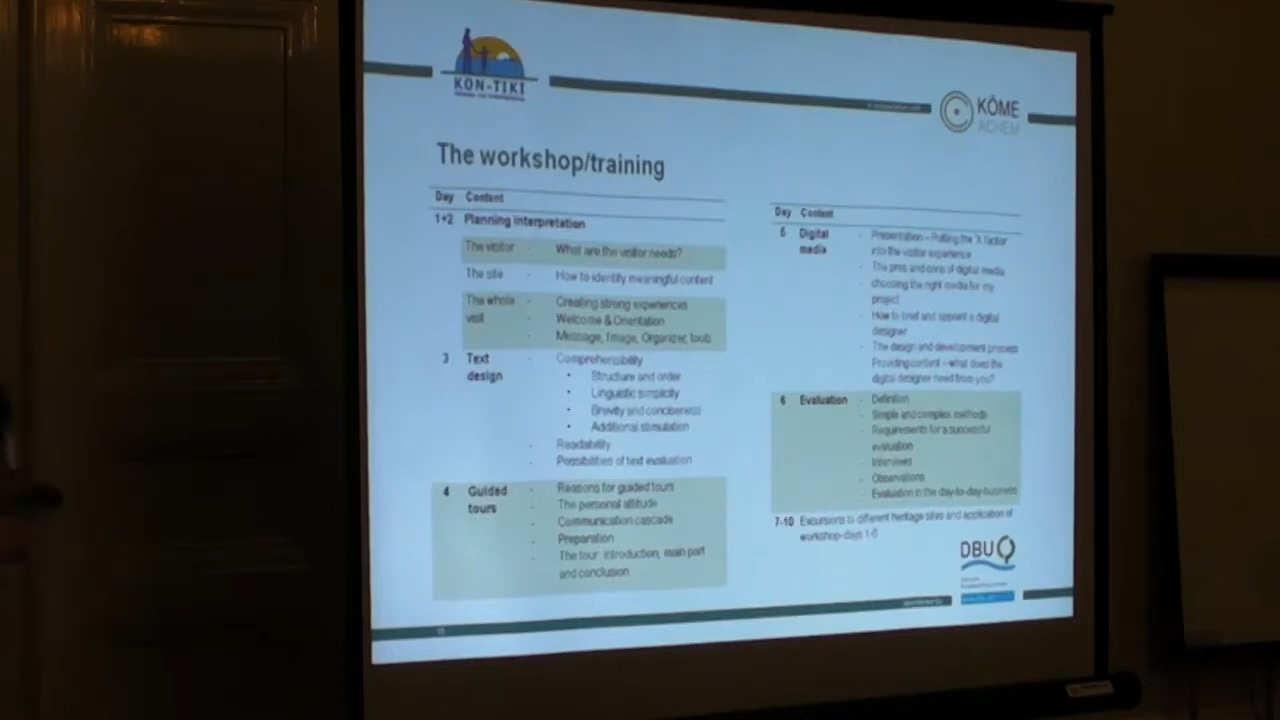 KON-TIKI
KÔME
ACHEM
The workshop/training
Day Content
1+2 Planning interpretation
The visitor - What are the visitor needs?
The site - How to identify meaningful content
The whole - Creating strong experiences
visit - Welcome & Orientation
- Message, Image, Organizer, tools
3 Text - Comprehensibility
design • Structure and order
• Linguistic simplicity
• Brevity and conciseness
• Additional stimulation
- Readability
- Possibilities of text evaluation
4 Guided - Reasons for guided tours
tours - The personal attitude
- Communication cascade
- Preparation
- The tour introduction, main part
and conclusion
Day Content
5 Digital - Presentation – Putting the 'X factor'
media into the visitor experience
- The pros and cons of digital media
- choosing the right media for my
project
- How to brief and appoint a digital
designer
- The design and development process
Providing content – what does the
digital designer need from you?
6 Evaluation - Definition
- Simple and complex methods
- Requirements for a successful
evaluation
- Interviews
- Observations
- Evaluation in the day-to-day-business
7-10 Excursions to different heritage sites and application of
workshop-days 1-6
DBU